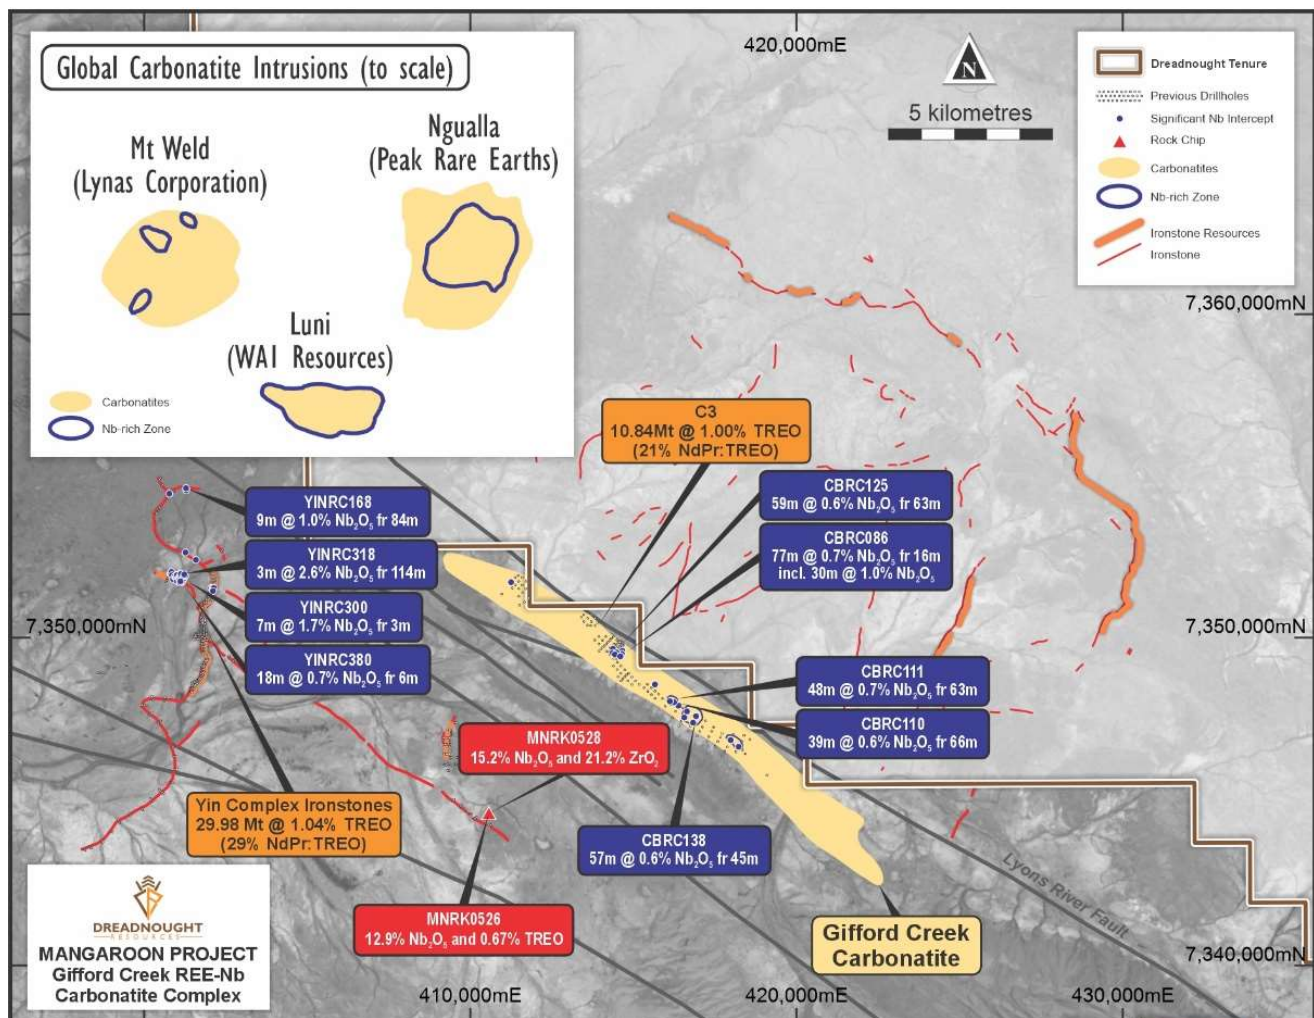 Global Carbonatite Intrusions (to scale)
Mt Weld
(Lynas Corporation)
Ngualla
(Peak Rare Earths)
Luni
(WA1 Resources)
Carbonatites
Nb-rich Zone
420,000mE
N
5 kilometres
Dreadnought Tenure
Previous Drillholes
Significant Nb Intercept
Rock Chip
Carbonatites
Nb-rich Zone
Ironstone Resources
Ironstone
7,360,000mN
C3
10.84Mt @ 1.00% TREO
(21% NdPr:TREO)
YINRC168
9m @ 1.0% Nb₂O₅ fr 84m
YINRC318
3m @ 2.6% Nb₂O₅ fr 114m
YINRC300
7m @ 1.7% Nb₂O₅ fr 3m
YINRC380
18m @ 0.7% Nb₂O₅ fr 6m
CBRC125
59m @ 0.6% Nb₂O₅ fr 63m
CBRC086
77m @ 0.7% Nb₂O₅ fr 16m
incl. 30m @ 1.0% Nb₂O₅
7,350,000mN
7,350,000mN
CBRC111
48m @ 0.7% Nb₂O₅ fr 63m
CBRC110
39m @ 0.6% Nb₂O₅ fr 66m
MNRK0528
15.2% Nb₂O₅ and 21.2% ZrO₂
Yin Complex Ironstones
29.98 Mt @ 1.04% TREO
(29% NdPr:TREO)
CBRC138
57m @ 0.6% Nb₂O₅ fr 45m
Lyons River Fault
MNRK0526
12.9% Nb₂O₅ and 0.67% TREO
Gifford Creek
Carbonatite
7,340,000mN
DREADNOUGHT
RESOURCES
MANGAROON PROJECT
Gifford Creek REE-Nb
Carbonatite Complex
410,000mE
420,000mE
430,000mE